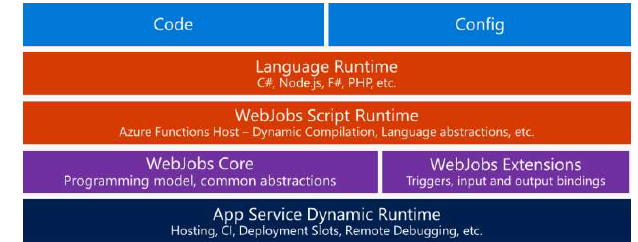 Code
Config
Language Runtime
C#, Node.js, F#, PHP, etc.
WebJobs Script Runtime
Azure Functions Host – Dynamic Compilation, Language abstractions, etc.
WebJobs Core
Programming model, common abstractions
WebJobs Extensions
Triggers, input and output bindings
App Service Dynamic Runtime
Hosting, CI, Deployment Slots, Remote Debugging, etc.